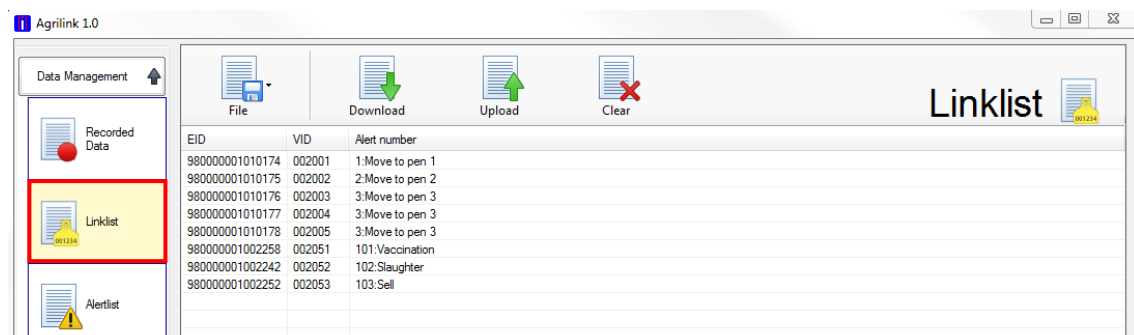 Agrilink 1.0
Data Management
File
Download
Upload
Clear
Linklist
001234
Recorded
Data
Linklist
001234
Alertlist
EID VID Alert number
980000001010174 002001 1:Move to pen 1
980000001010175 002002 2:Move to pen 2
980000001010176 002003 3:Move to pen 3
980000001010177 002004 3:Move to pen 3
980000001010178 002005 3:Move to pen 3
980000001002258 002051 101:Vaccination
980000001002242 002052 102:Slaughter
980000001002252 002053 103:Sell